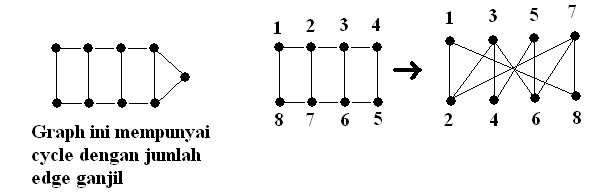 1 2 3 4
8 7 6 5
1 3 5 7
2 4 6 8
Graph ini mempunyai
cycle dengan jumlah
edge ganjil